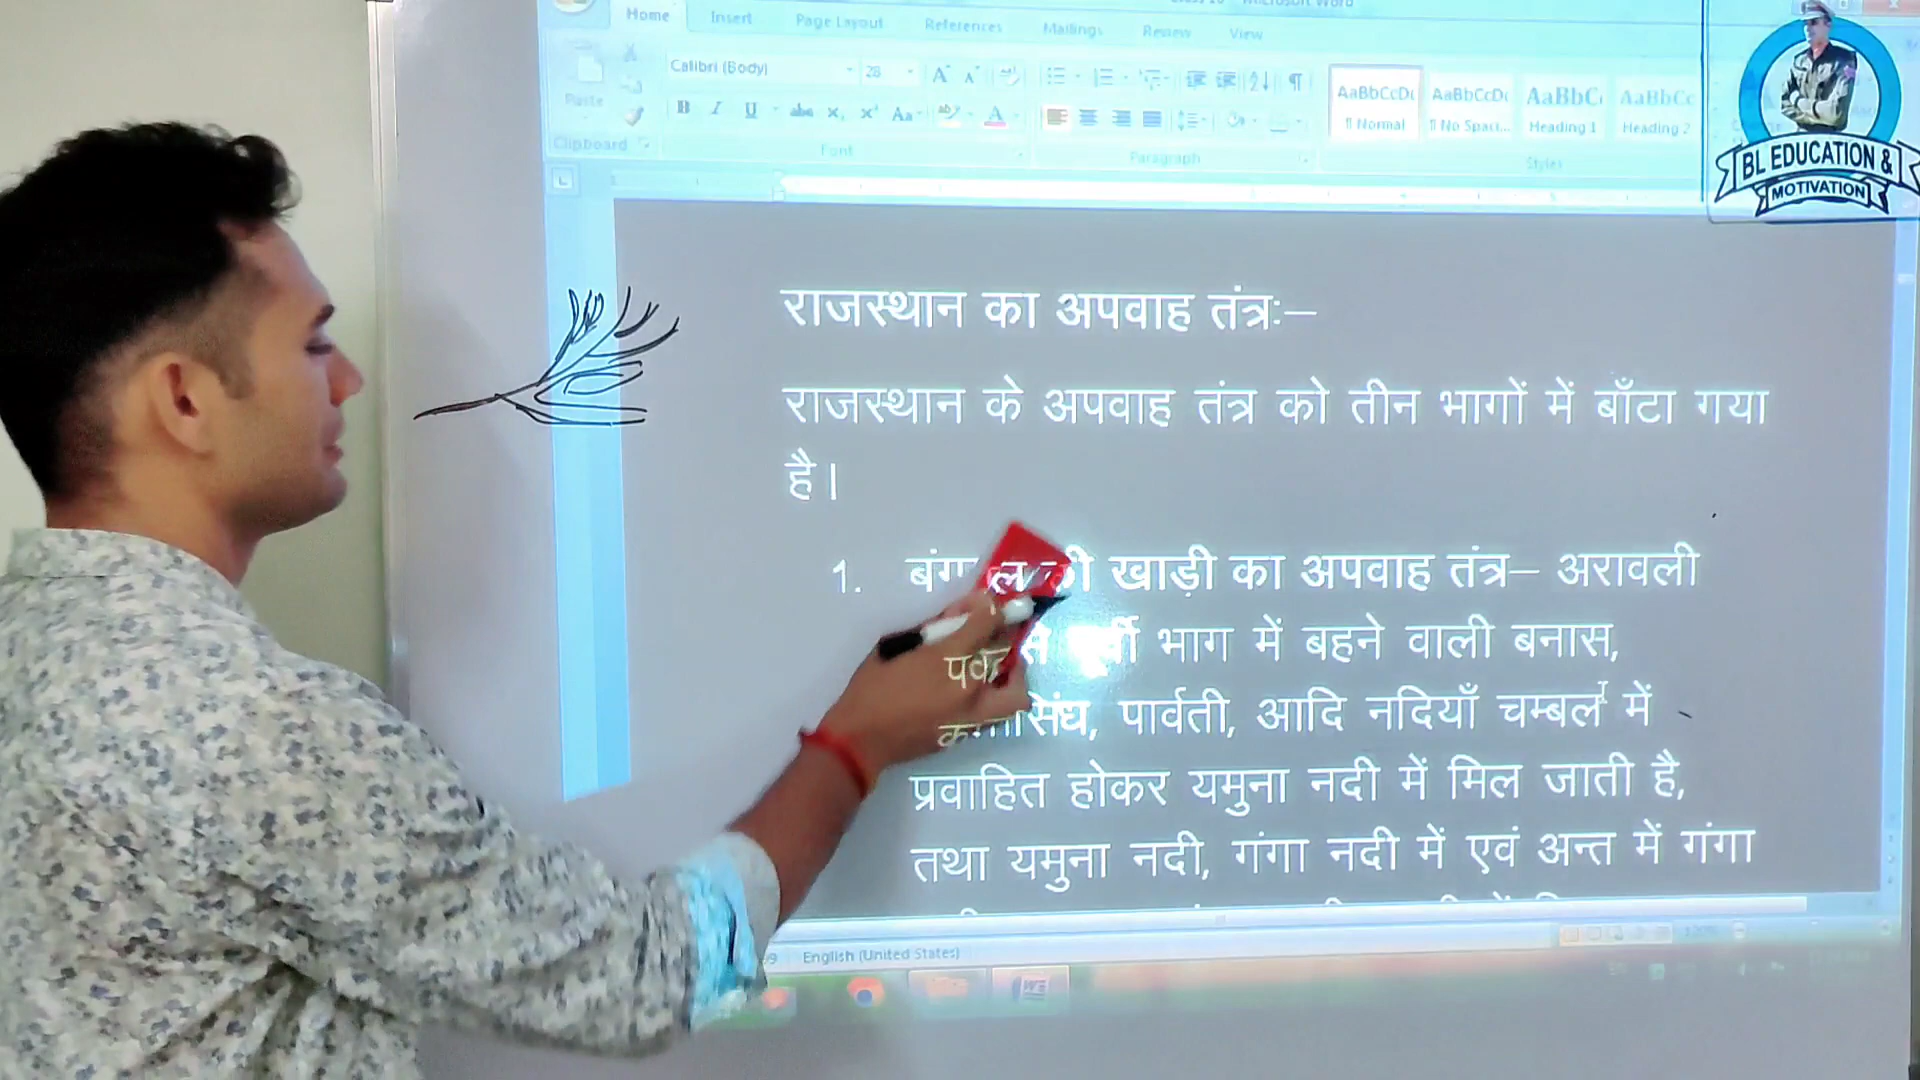 Home Insert Page Layout References Mailings Review View
Calibri (Body) 28
Paste
B I U abc Aa
AaBbCcDc AaBbCcDc AaBbC AaBbCc
¶ Normal ¶ No Spaci... Heading 1 Heading 2
Clipboard Font Paragraph Styles
BL EDUCATION &
MOTIVATION
राजस्थान का अपवाह तंत्रः—
राजस्थान के अपवाह तंत्र को तीन भागों में बाँटा गया
है।
1. खाड़ी का अपवाह तंत्र— अरावली
भाग में बहने वाली बनास,
पार्वती, आदि नदियाँ चम्बल में
प्रवाहित होकर यमुना नदी में मिल जाती है,
तथा यमुना नदी, गंगा नदी में एवं अन्त में गंगा
English (United States)